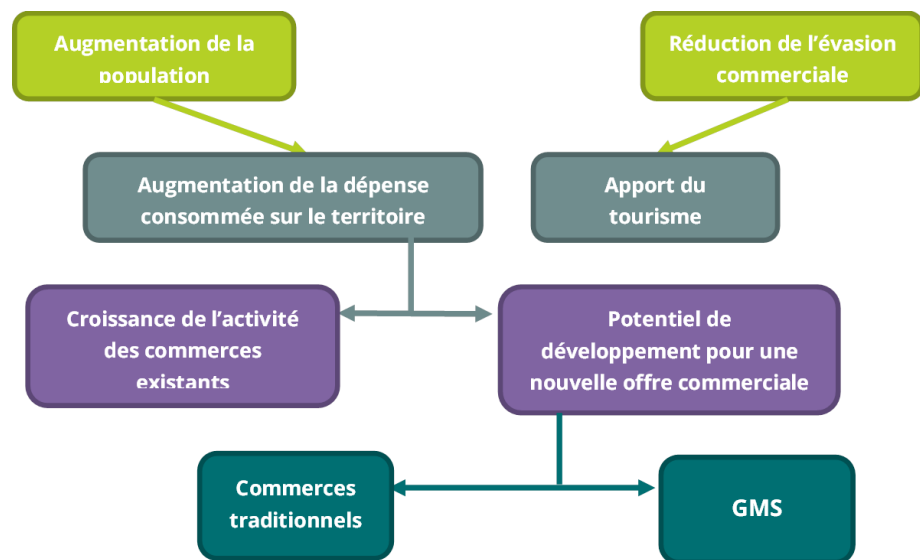 Augmentation de la
population
Réduction de l’évasion
commerciale
Augmentation de la dépense
consommée sur le territoire
Apport du
tourisme
Croissance de l’activité
des commerces
existants
Potentiel de
développement pour une
nouvelle offre commerciale
Commerces
traditionnels
GMS